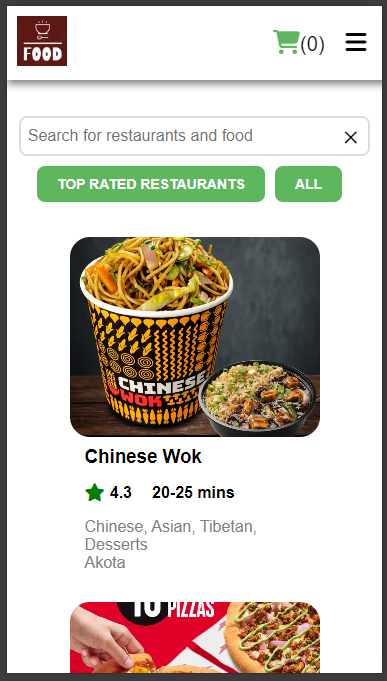 FOOD
(0)
Search for restaurants and food
TOP RATED RESTAURANTS
ALL
CHINESE
WOK
Chinese Wok
4.3 20-25 mins
Chinese, Asian, Tibetan,
Desserts
Akota
PIZZAS